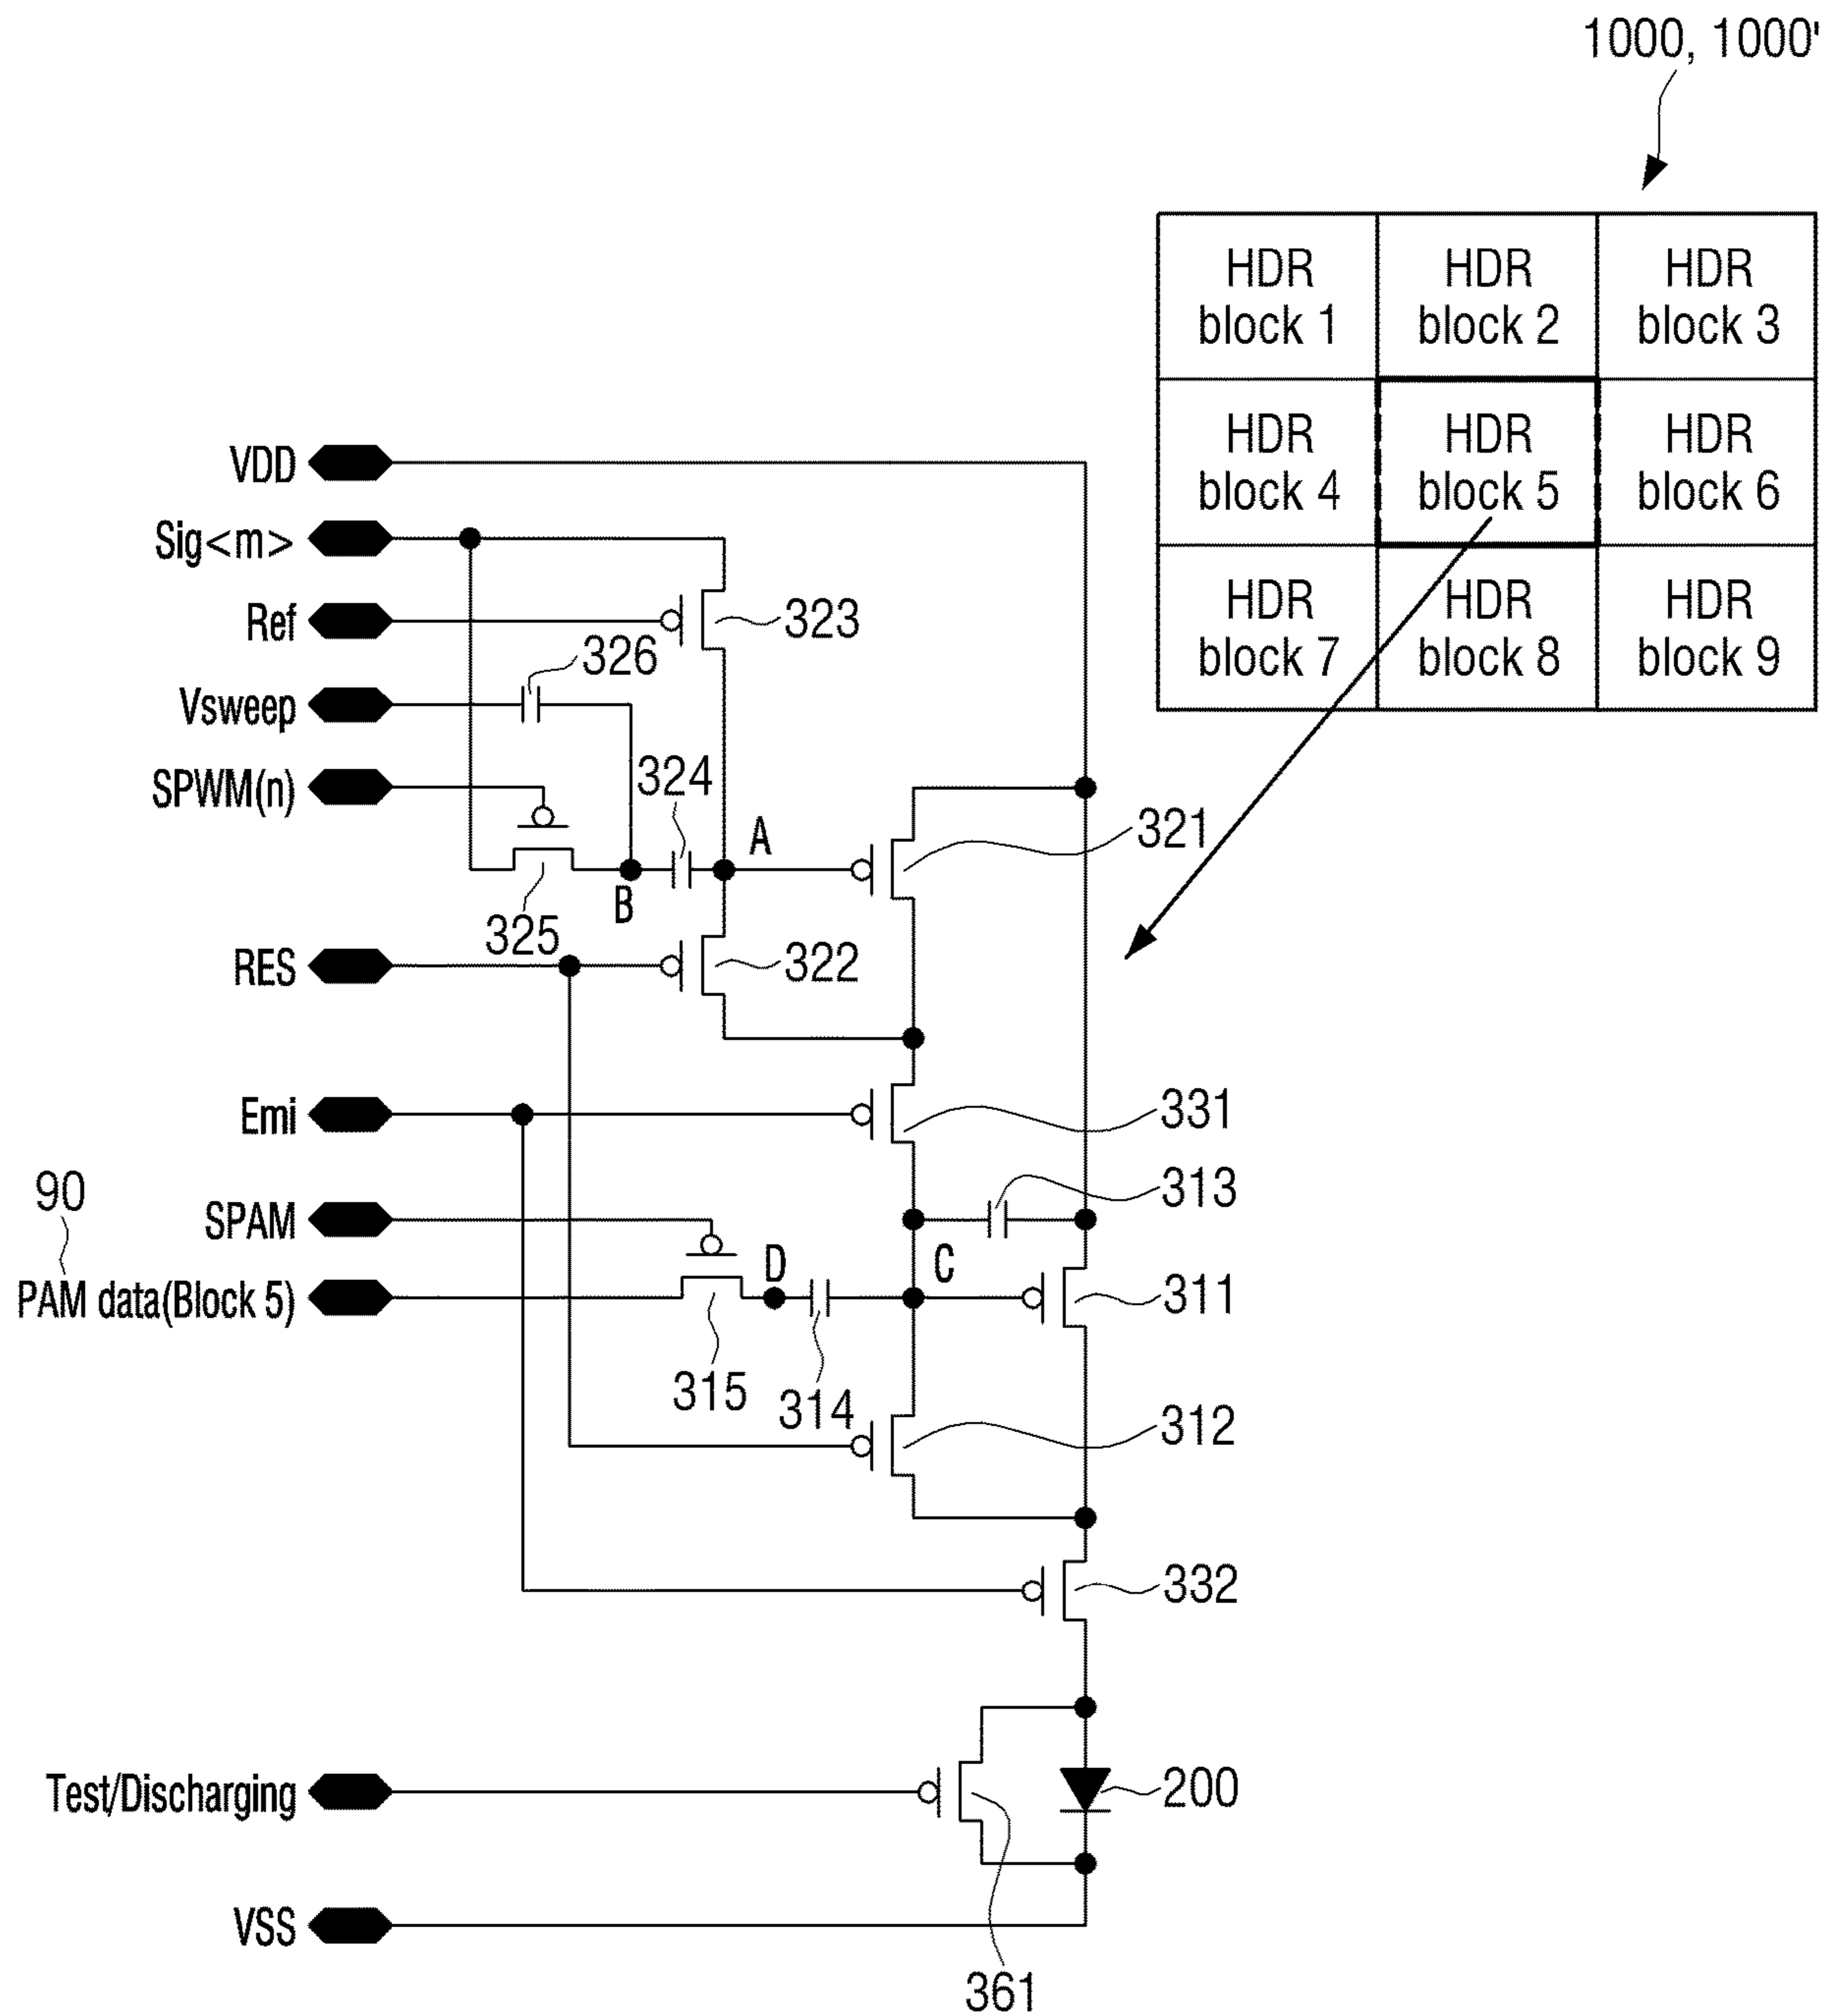 1000, 1000'
HDR block 1
HDR block 2
HDR block 3
HDR block 4
HDR block 5
HDR block 6
HDR block 7
HDR block 8
HDR block 9
VDD
Sig<m>
Ref
323
326
Vsweep
324
SPWM(n)
A
321
B
325
RES
322
Emi
331
90
313
SPAM
D
C
PAM data(Block 5)
311
315
314
312
332
Test/Discharging
200
VSS
361